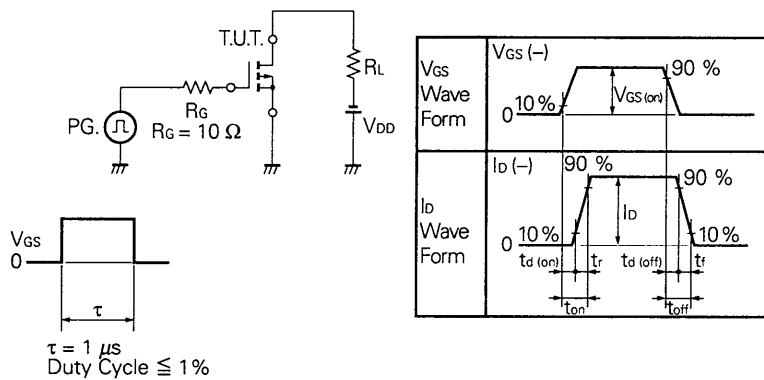 T.U.T.
RL
RG
PG.
RG = 10 Ω
VDD
VGS
0
τ
τ = 1 μs
Duty Cycle ≦ 1%
VGS
Wave
Form
VGS (–)
90 %
10 %
VGS (on)
0
ID
Wave
Form
ID (–)
90 %
90 %
ID
10 %
10 %
0
td (on)
tr
td (off)
tf
ton
toff